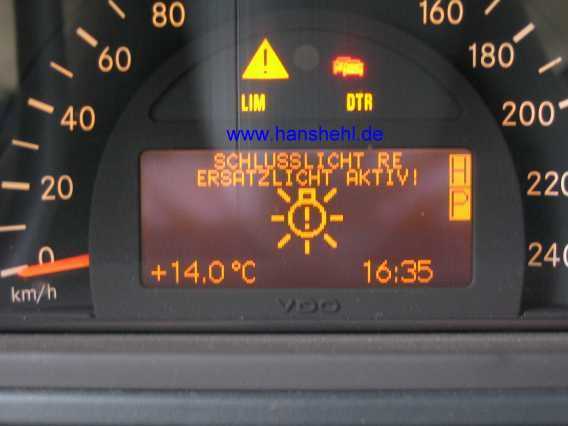 80
160
60
180
LIM
DTR
40
200
www.hanshehl.de
SCHLUSSLICHT RE
ERSATZLICHT AKTIV!
H
20
P
220
0
+14.0°C
16:35
240
km/h
VDO